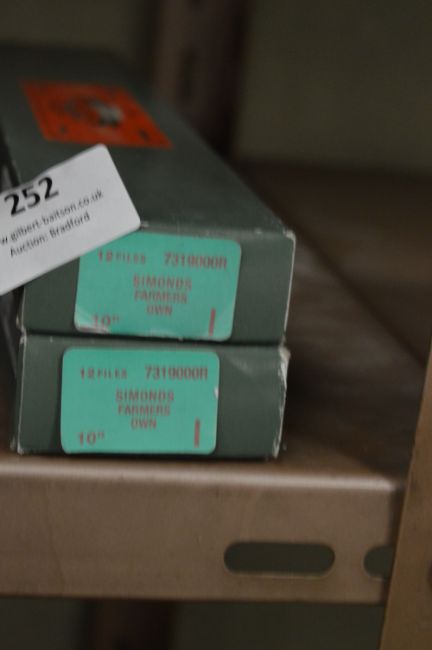 252
w.gilbert-baitson.co.uk
Auction: Bradford
12 FILES 7319000R
SIMONDS
FARMERS
OWN
10"
12 FILES 7319000R
SIMONDS
FARMERS
OWN
10"